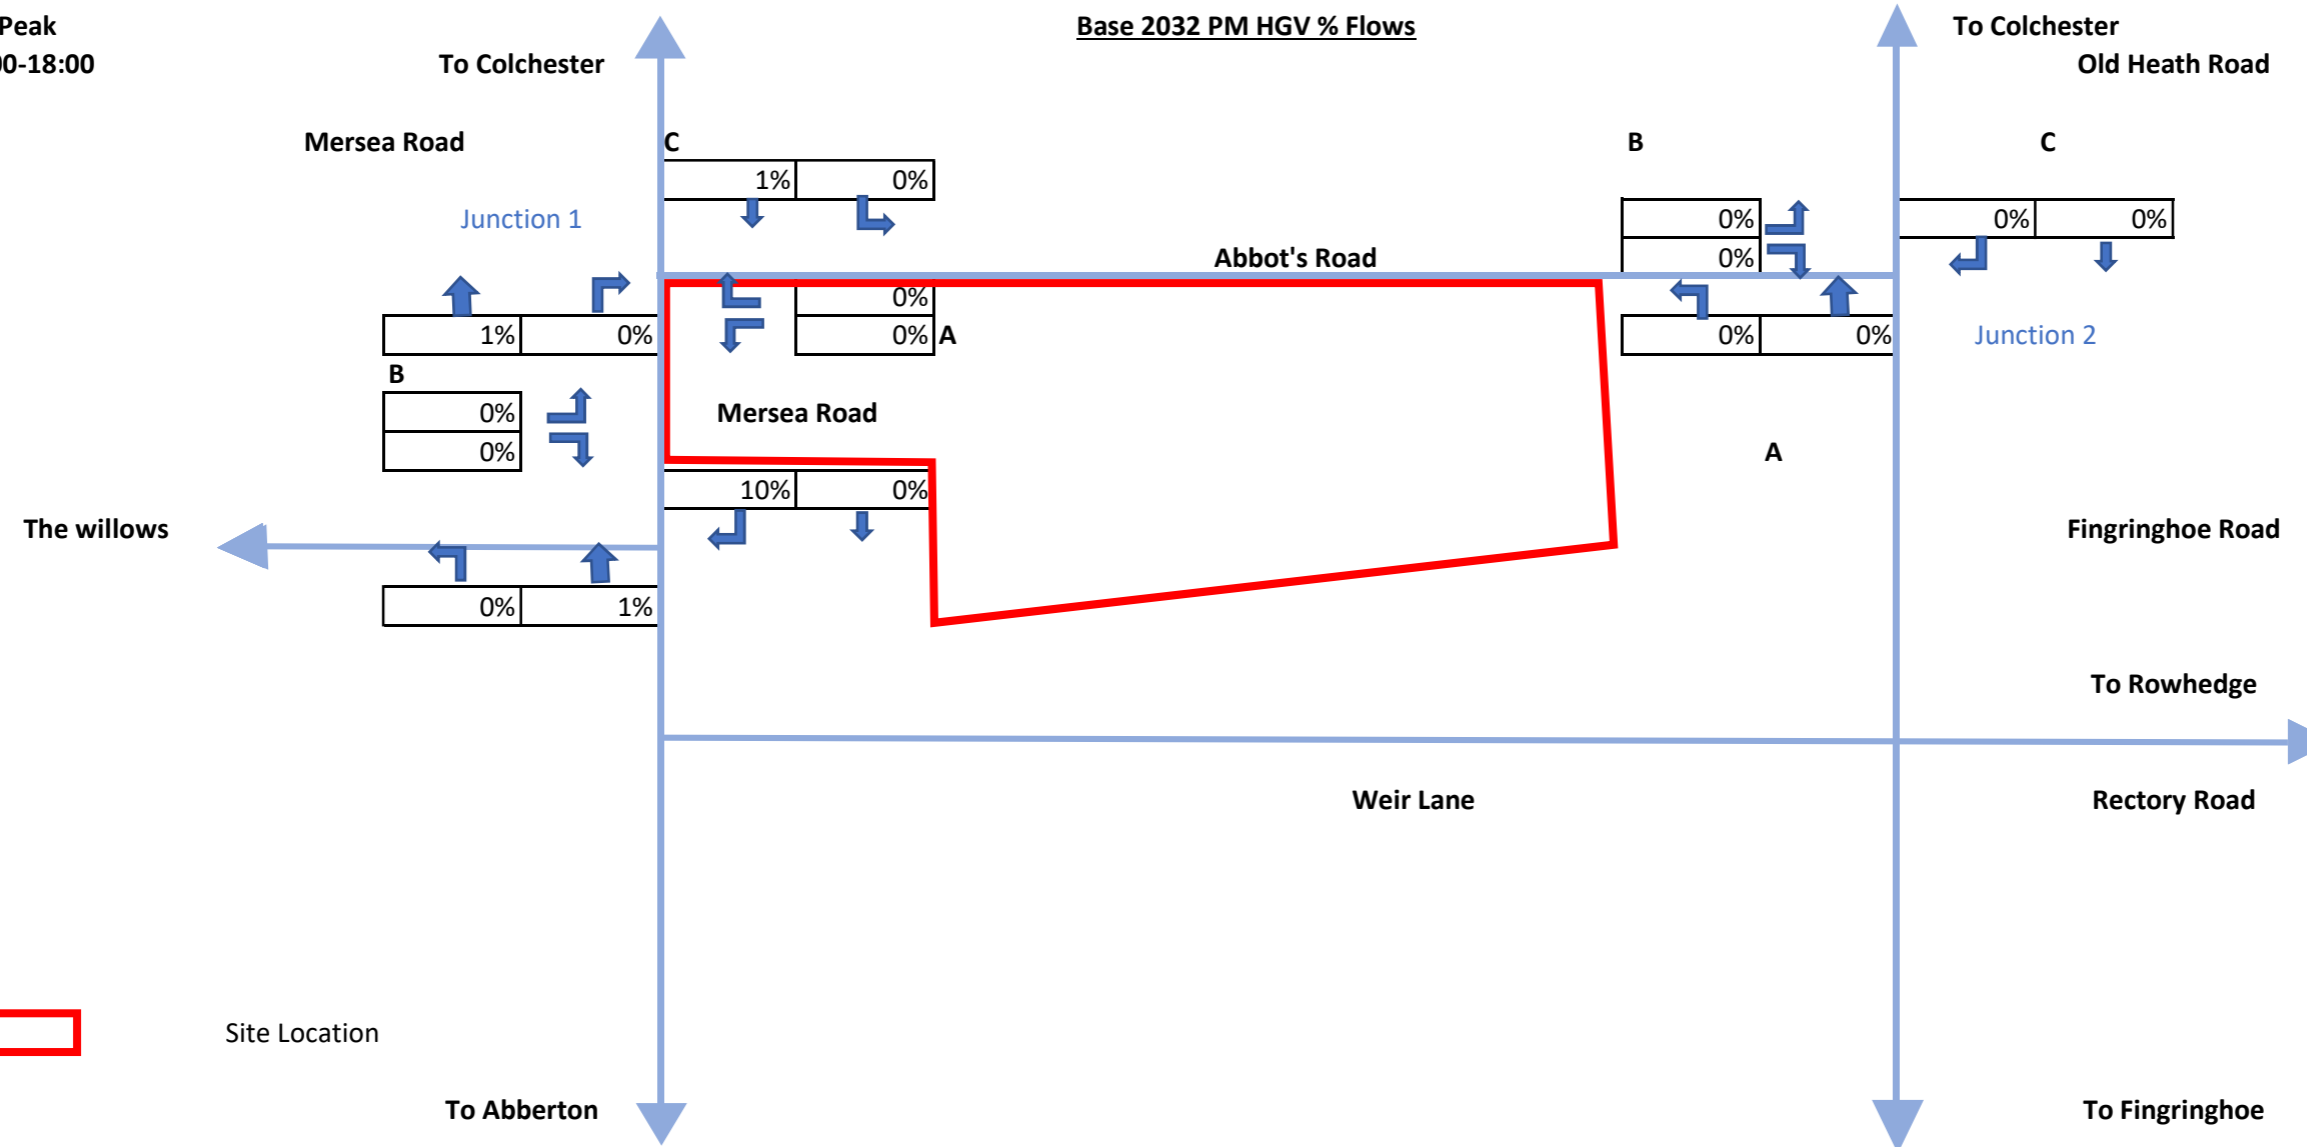 Peak
Base 2032 PM HGV % Flows
To Colchester
00-18:00
To Colchester
Old Heath Road
Mersea Road
C
B
C
1% 0%
Junction 1
0%
0% 0%
Abbot's Road
0%
0%
1% 0%
0% A
0% 0%
Junction 2
B
0%
Mersea Road
0%
A
10% 0%
The willows
Fingringhoe Road
0% 1%
To Rowhedge
Weir Lane
Rectory Road
Site Location
To Abberton
To Fingringhoe